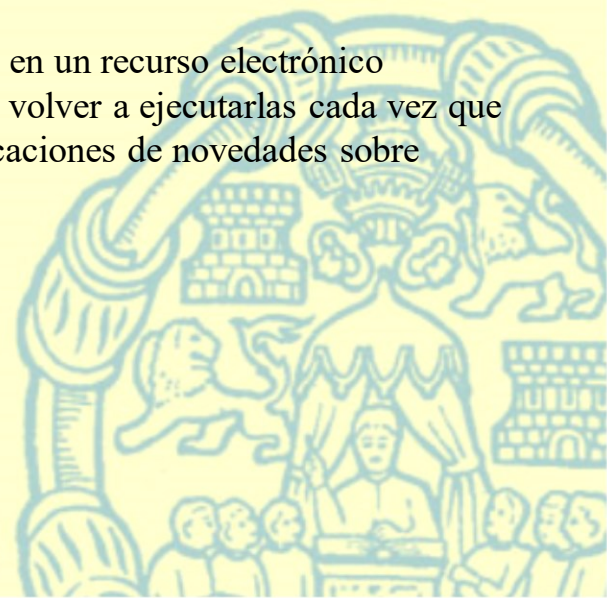 en un recurso electrónico
volver a ejecutarlas cada vez que
caciones de novedades sobre